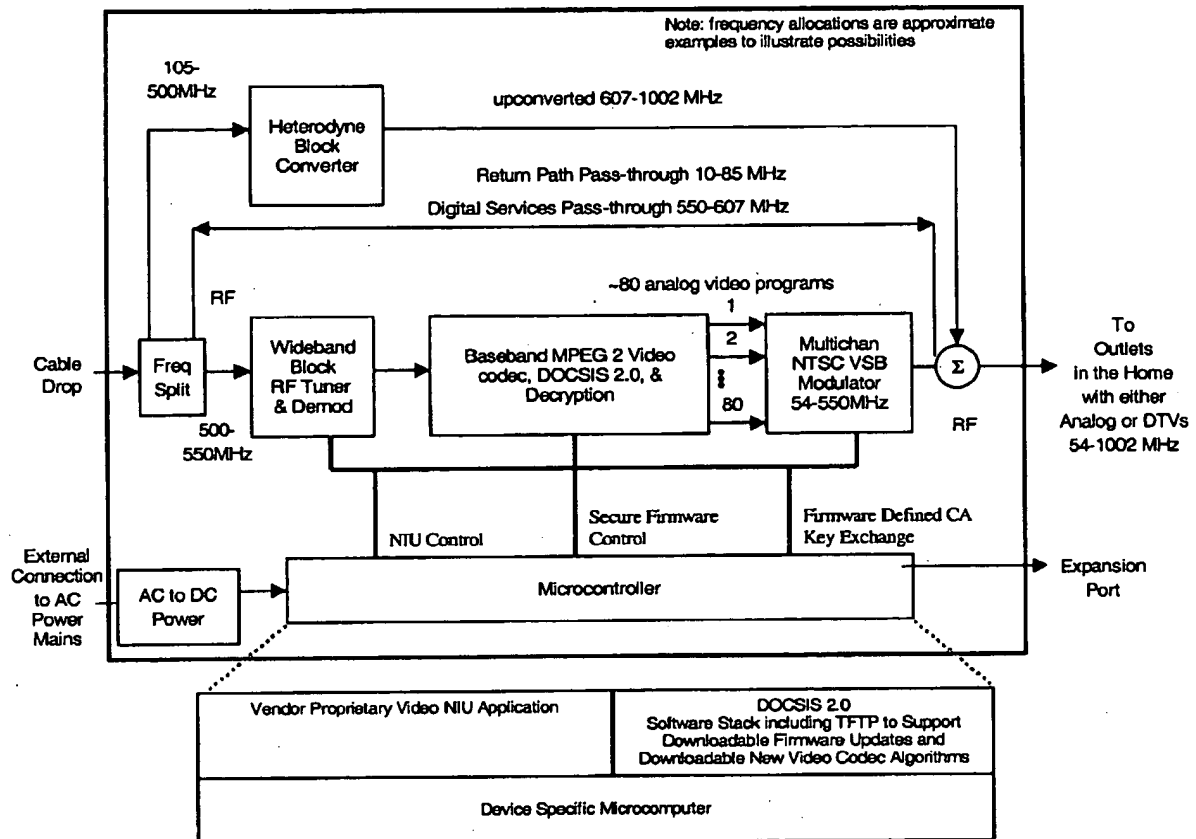 Note: frequency allocations are approximate
examples to illustrate possibilities
105-
500MHz
Heterodyne
Block
Converter
upconverted 607-1002 MHz
Return Path Pass-through 10-85 MHz
Digital Services Pass-through 550-607 MHz
RF
~80 analog video programs
Cable
Drop
Freq
Split
500-
550MHz
Wideband
Block
RF Tuner
& Demod
Baseband MPEG 2 Video
codec, DOCSIS 2.0, &
Decryption
1
2
80
Multichan
NTSC VSB
Modulator
54-550MHz
Σ
RF
To
Outlets
in the Home
with either
Analog or DTVs
54-1002 MHz
NIU Control
Secure Firmware
Control
Firmware Defined CA
Key Exchange
External
Connection
to AC
Power
Mains
AC to DC
Power
Microcontroller
Expansion
Port
Vendor Proprietary Video NIU Application
DOCSIS 2.0
Software Stack including TFTP to Support
Downloadable Firmware Updates and
Downloadable New Video Codec Algorithms
Device Specific Microcomputer